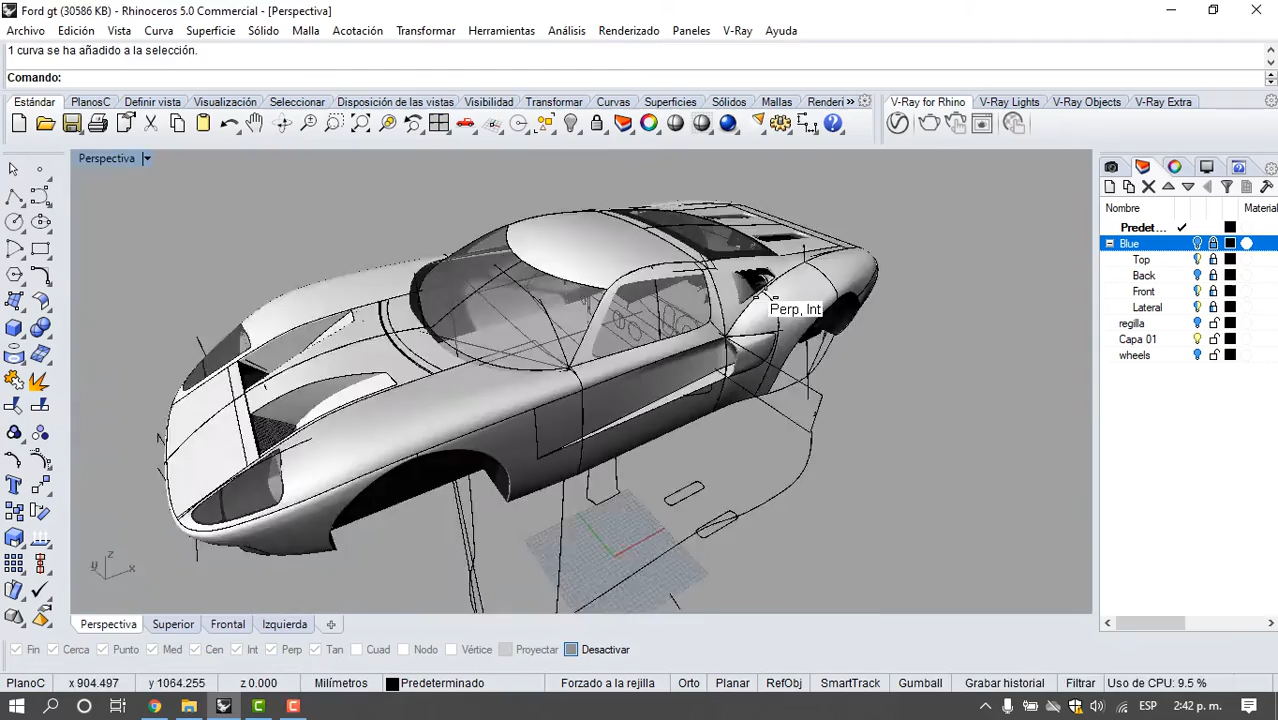 Ford gt (30586 KB) - Rhinoceros 5.0 Commercial - [Perspectiva]
Archivo Edición Vista Curva Superficie Sólido Malla Acotación Transformar Herramientas Análisis Renderizado Paneles V-Ray Ayuda
1 curva se ha añadido a la selección.
Comando:
Estándar PlanosC Definir vista Visualización Seleccionar Disposición de las vistas Visibilidad Transformar Curvas Superficies Sólidos Mallas Renderi »
V-Ray for Rhino V-Ray Lights V-Ray Objects V-Ray Extra
Perspectiva
Nombre Material
Predet...
Blue
Top
Back
Front
Lateral
regilla
Capa 01
wheels
Perp, Int
z
y
x
Perspectiva Superior Frontal Izquierda
Fin Cerca Punto Med Cen Int Perp Tan Cuad Nodo Vértice Proyectar Desactivar
PlanoC x 904.497 y 1064.255 z 0.000 Milímetros Predeterminado Forzado a la rejilla Orto Planar RefObj SmartTrack Gumball Grabar historial Filtrar Uso de CPU: 9.5 %
ESP 2:42 p. m.